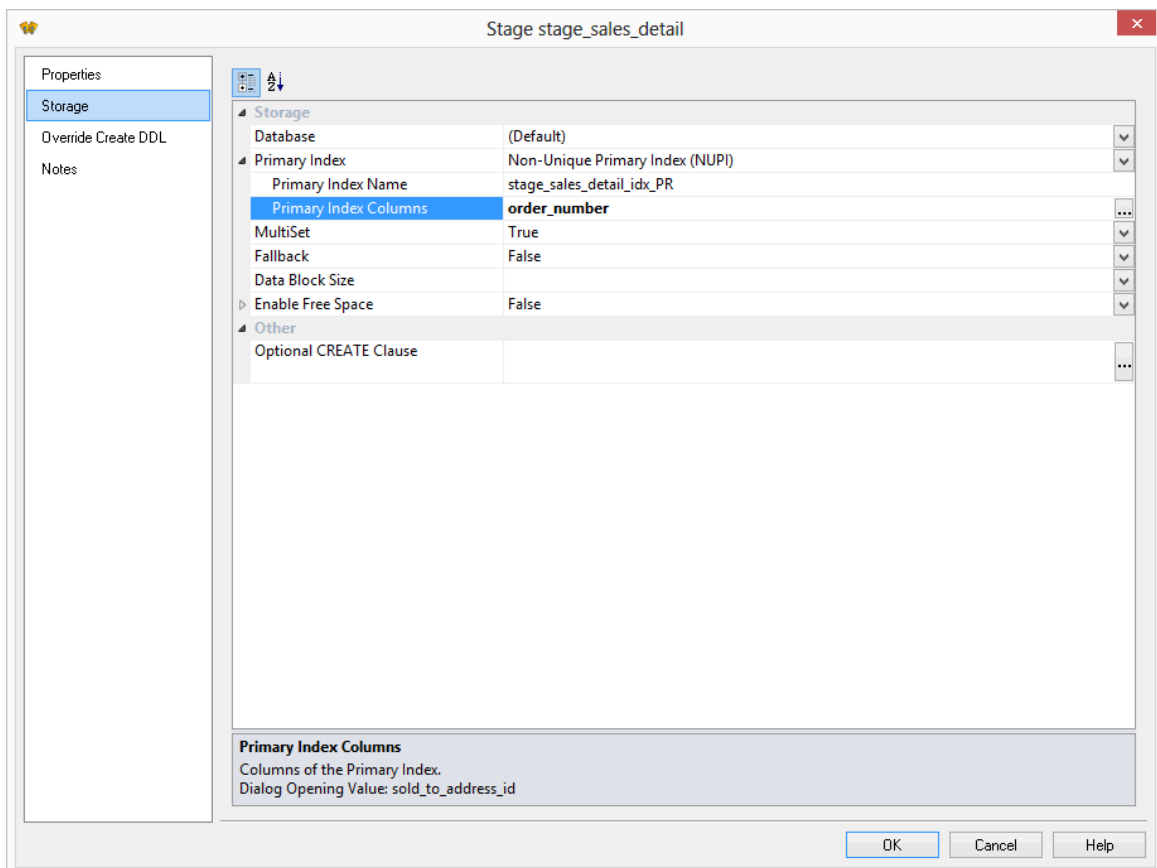 Stage stage_sales_detail
Properties
Storage
Override Create DDL
Notes
Storage
Database (Default)
Primary Index Non-Unique Primary Index (NUPI)
Primary Index Name stage_sales_detail_idx_PR
Primary Index Columns order_number
MultiSet True
Fallback False
Data Block Size
Enable Free Space False
Other
Optional CREATE Clause
Primary Index Columns
Columns of the Primary Index.
Dialog Opening Value: sold_to_address_id
OK Cancel Help